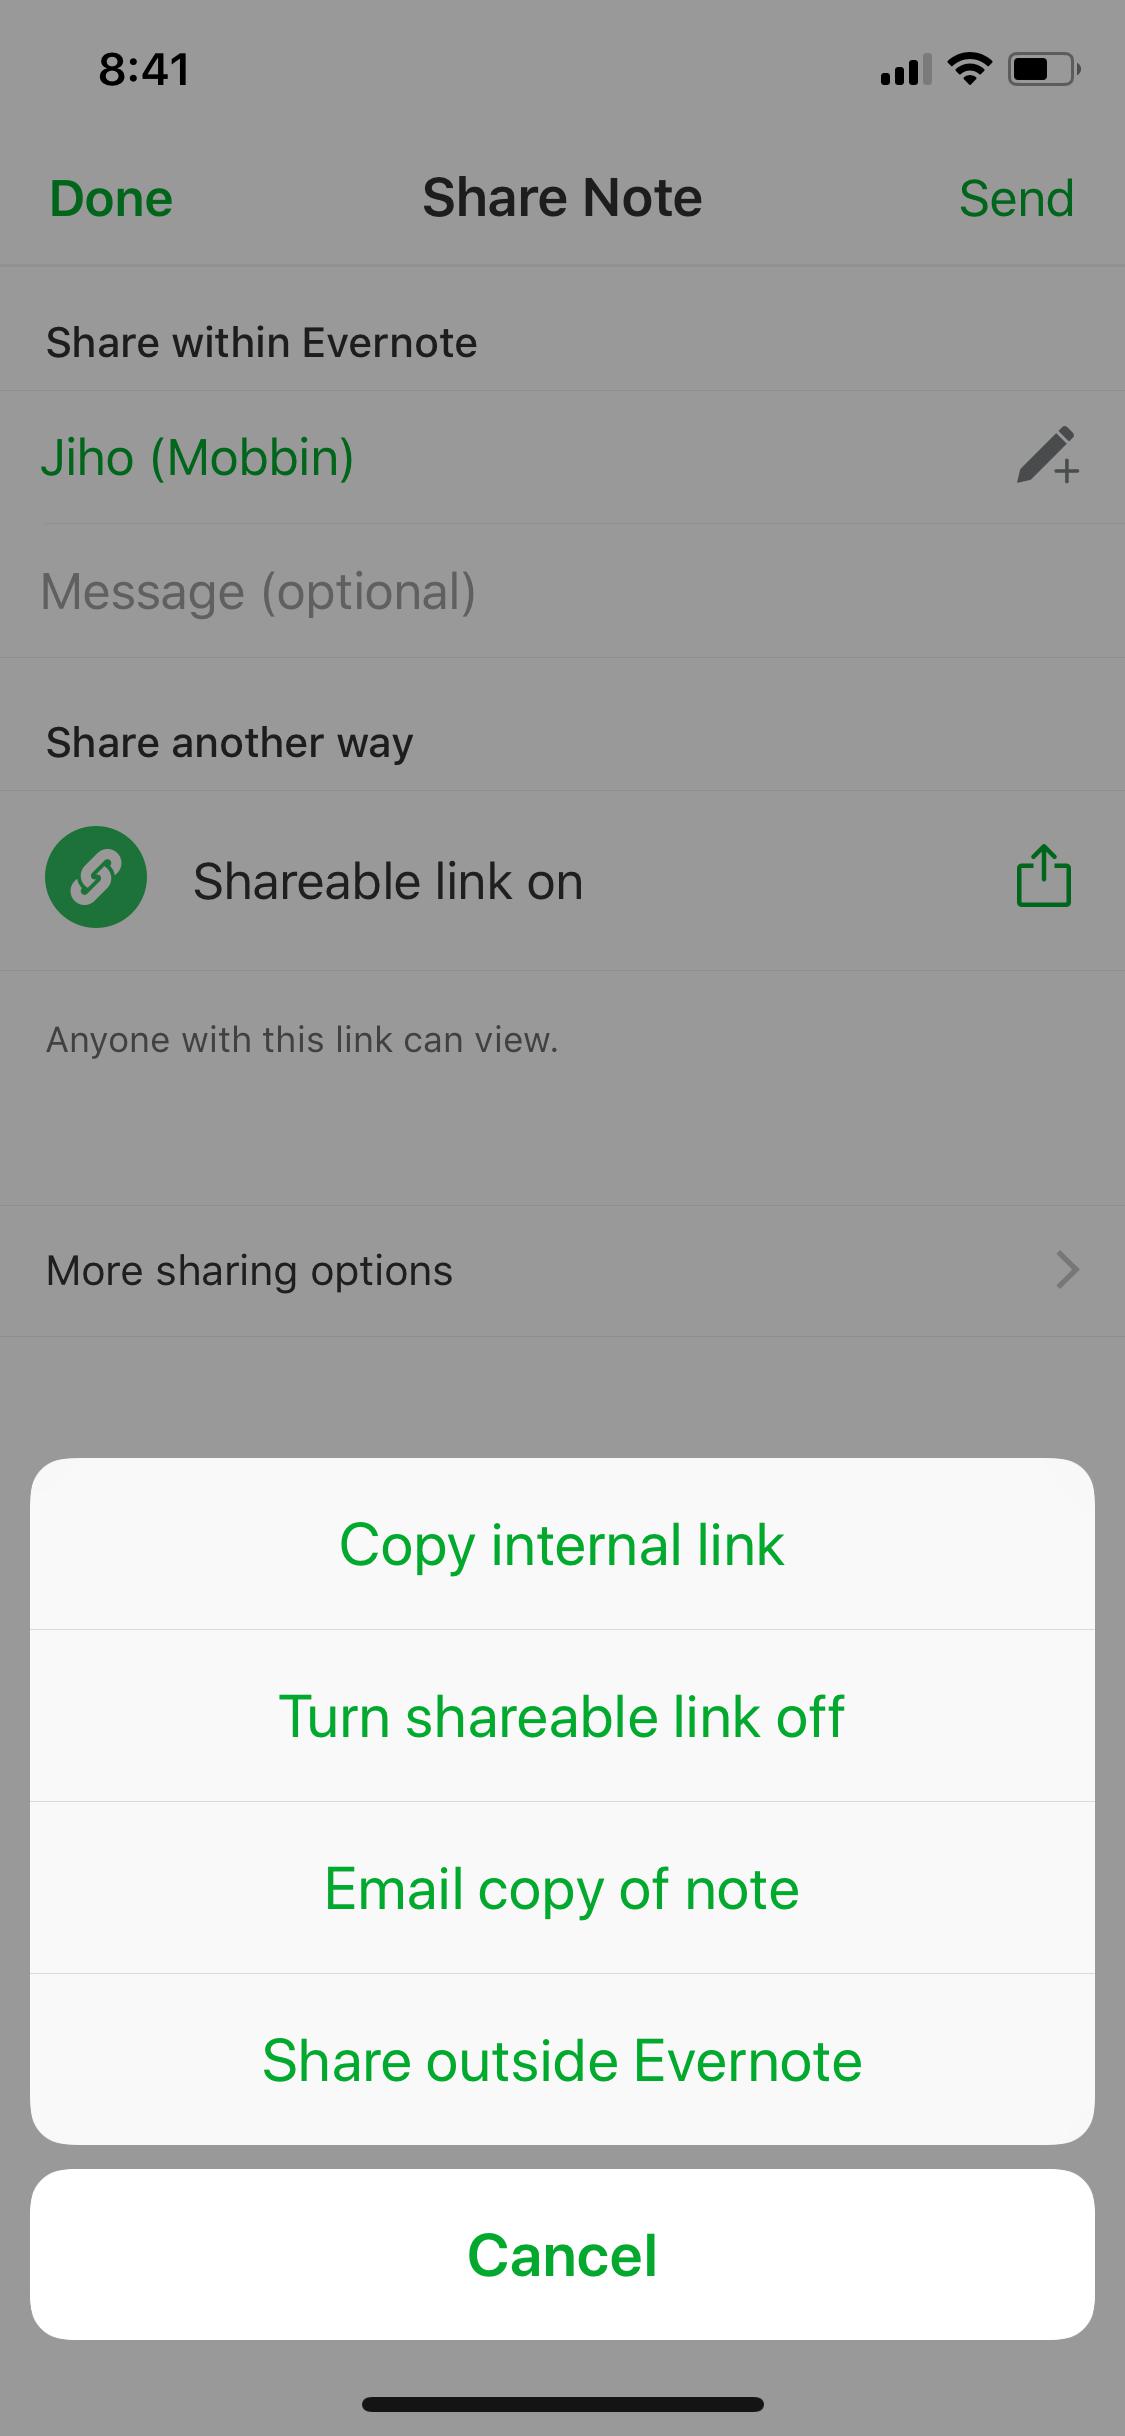 8:41
Done Share Note Send
Share within Evernote
Jiho (Mobbin)
Message (optional)
Share another way
Shareable link on
Anyone with this link can view.
More sharing options
Copy internal link
Turn shareable link off
Email copy of note
Share outside Evernote
Cancel